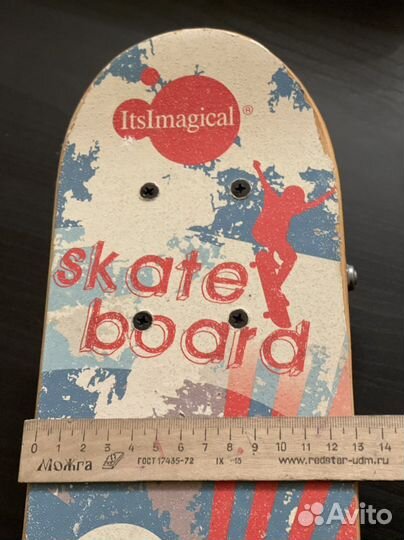 ItsImagical®
skate
board
0 1 2 3 4 5 6 7 8 9 10 11 12 13 14
Можга ГОСТ 17435-72 IX -15 www.redstar-udm.ru
Avito